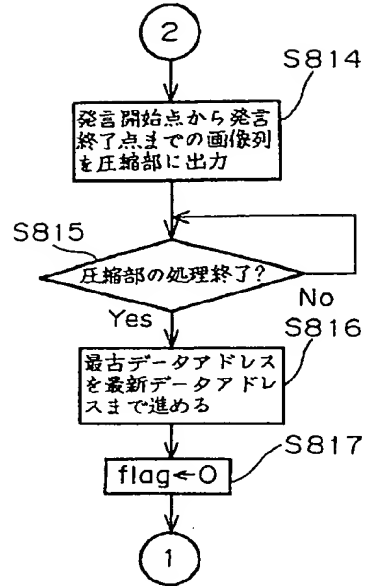 2
S814
発言開始点から発言
終了点までの画像列
を圧縮部に出力
S815
圧縮部の処理終了?
No
Yes
S816
最古データアドレス
を最新データアドレ
スまで進める
S817
flag←0
1